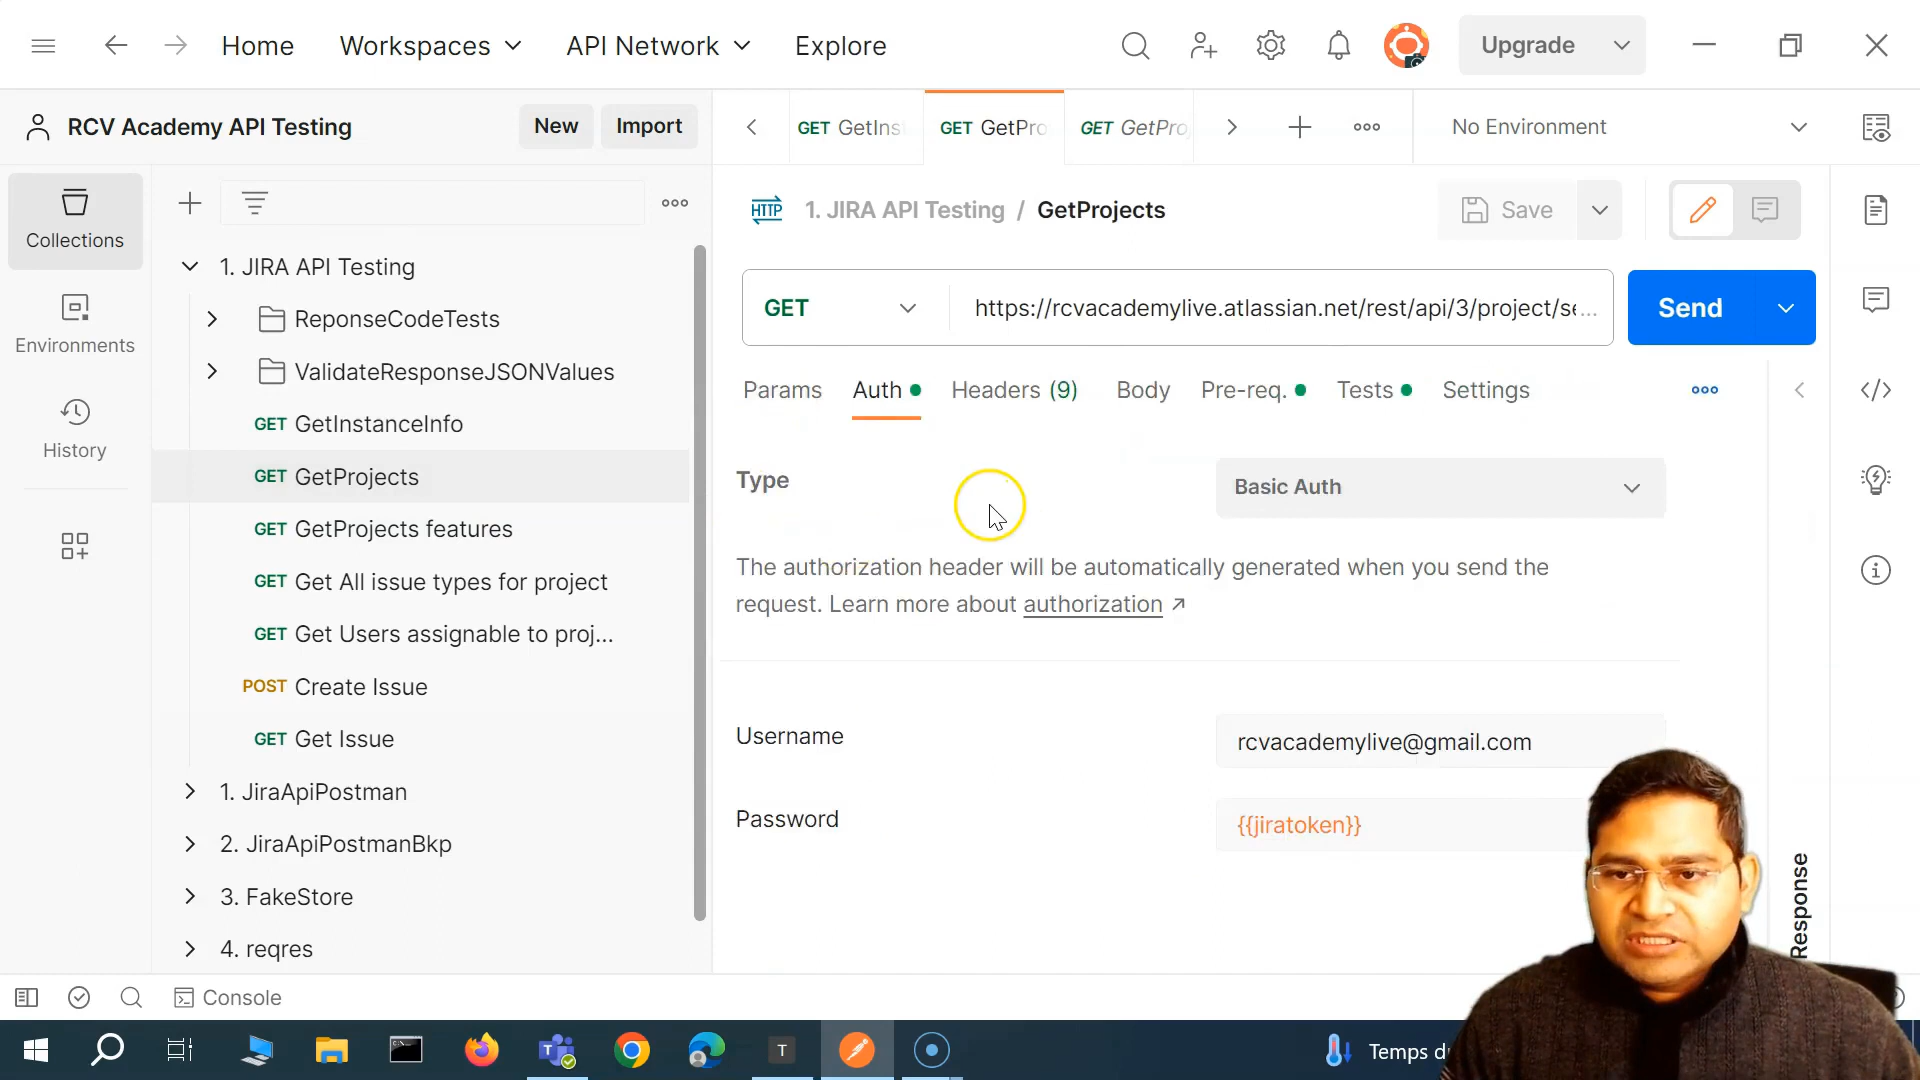 Home
Workspaces
API Network
Explore
Upgrade
RCV Academy API Testing
New
Import
GET GetIns
GET GetPro
GET GetPro
No Environment
Collections
Environments
History
1. JIRA API Testing
ReponseCodeTests
ValidateResponseJSONValues
GET GetInstanceInfo
GET GetProjects
GET GetProjects features
GET Get All issue types for project
GET Get Users assignable to proj...
POST Create Issue
GET Get Issue
1. JiraApiPostman
2. JiraApiPostmanBkp
3. FakeStore
4. reqres
HTTP 1. JIRA API Testing / GetProjects
Save
GET
https://rcvacademylive.atlassian.net/rest/api/3/project/se...
Send
Params
Auth
Headers (9)
Body
Pre-req.
Tests
Settings
Type
Basic Auth
The authorization header will be automatically generated when you send the
request. Learn more about authorization ↗
Username
rcvacademylive@gmail.com
Password
{{jiratoken}}
Response
Console
T
Temps d